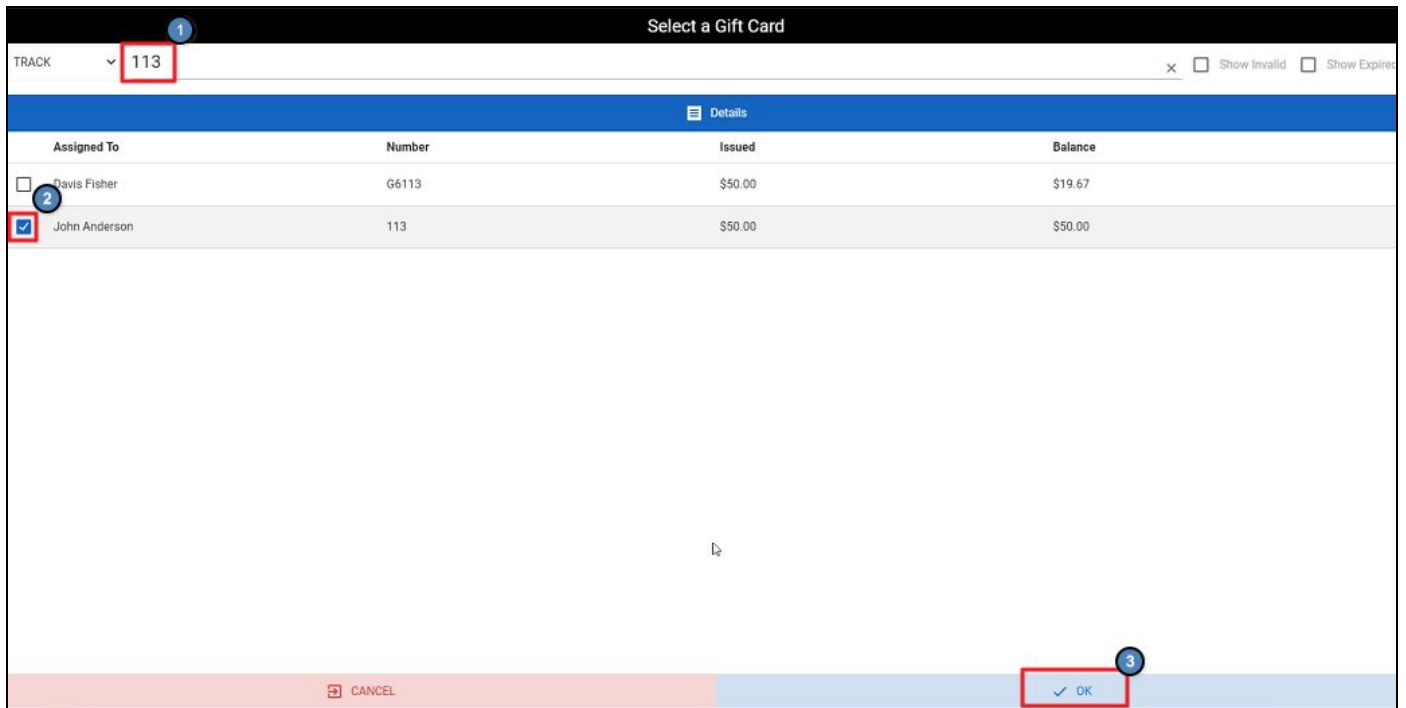 1
Select a Gift Card
TRACK 113 × Show Invalid Show Expired
Details
Assigned To Number Issued Balance
Davis Fisher G6113 $50.00 $19.67
2
John Anderson 113 $50.00 $50.00
3
CANCEL OK